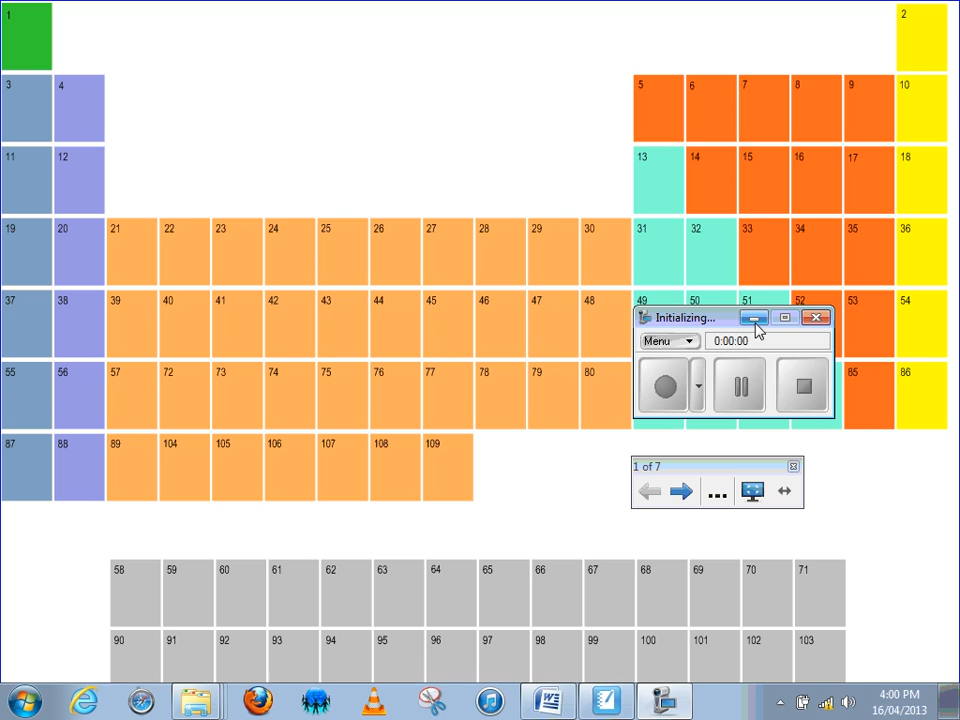 1 2
3 4 5 6 7 8 9 10
11 12 13 14 15 16 17 18
19 20 21 22 23 24 25 26 27 28 29 30 31 32 33 34 35 36
37 38 39 40 41 42 43 44 45 46 47 48 49 50 51 52 53 54
Initializing...
Menu 0:00:00
55 56 57 72 73 74 75 76 77 78 79 80 85 86
87 88 89 104 105 106 107 108 109
1 of 7
...
58 59 60 61 62 63 64 65 66 67 68 69 70 71
90 91 92 93 94 95 96 97 98 99 100 101 102 103
4:00 PM
16/04/2013